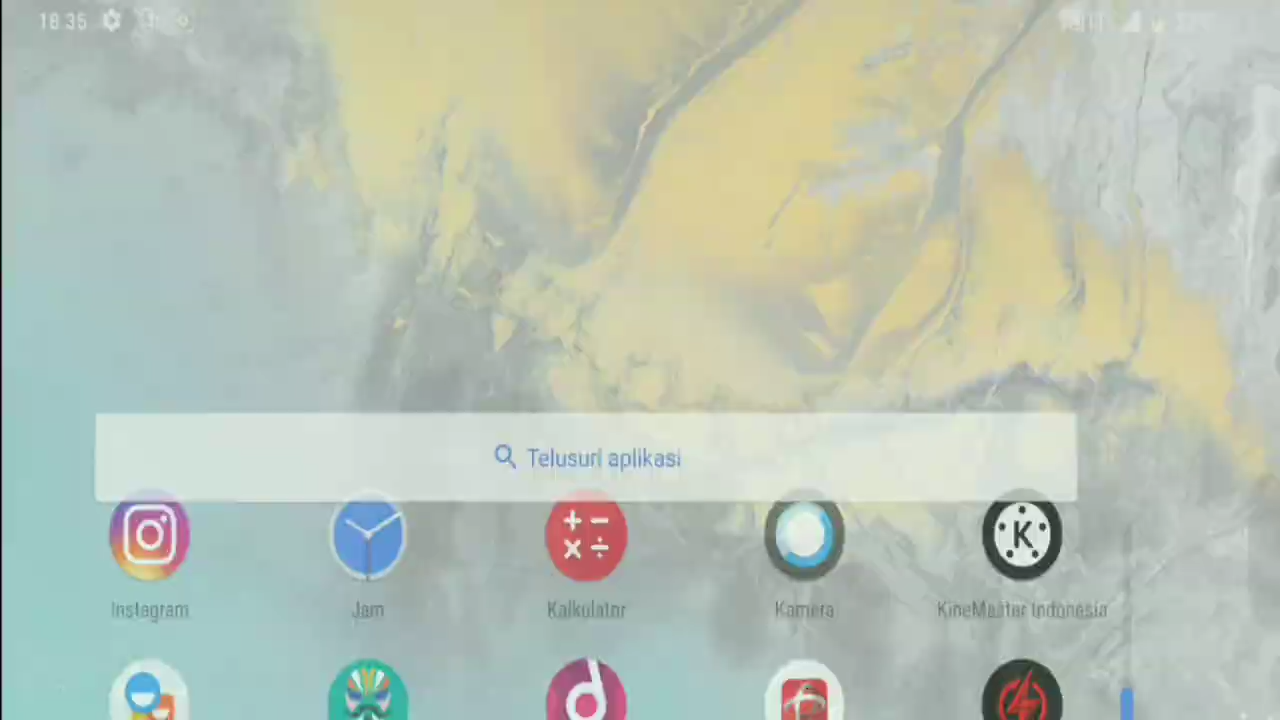 18.35
Telusuri aplikasi
Instagram
Jam
Kalkulator
Kamera
KineMaster Indonesia
K